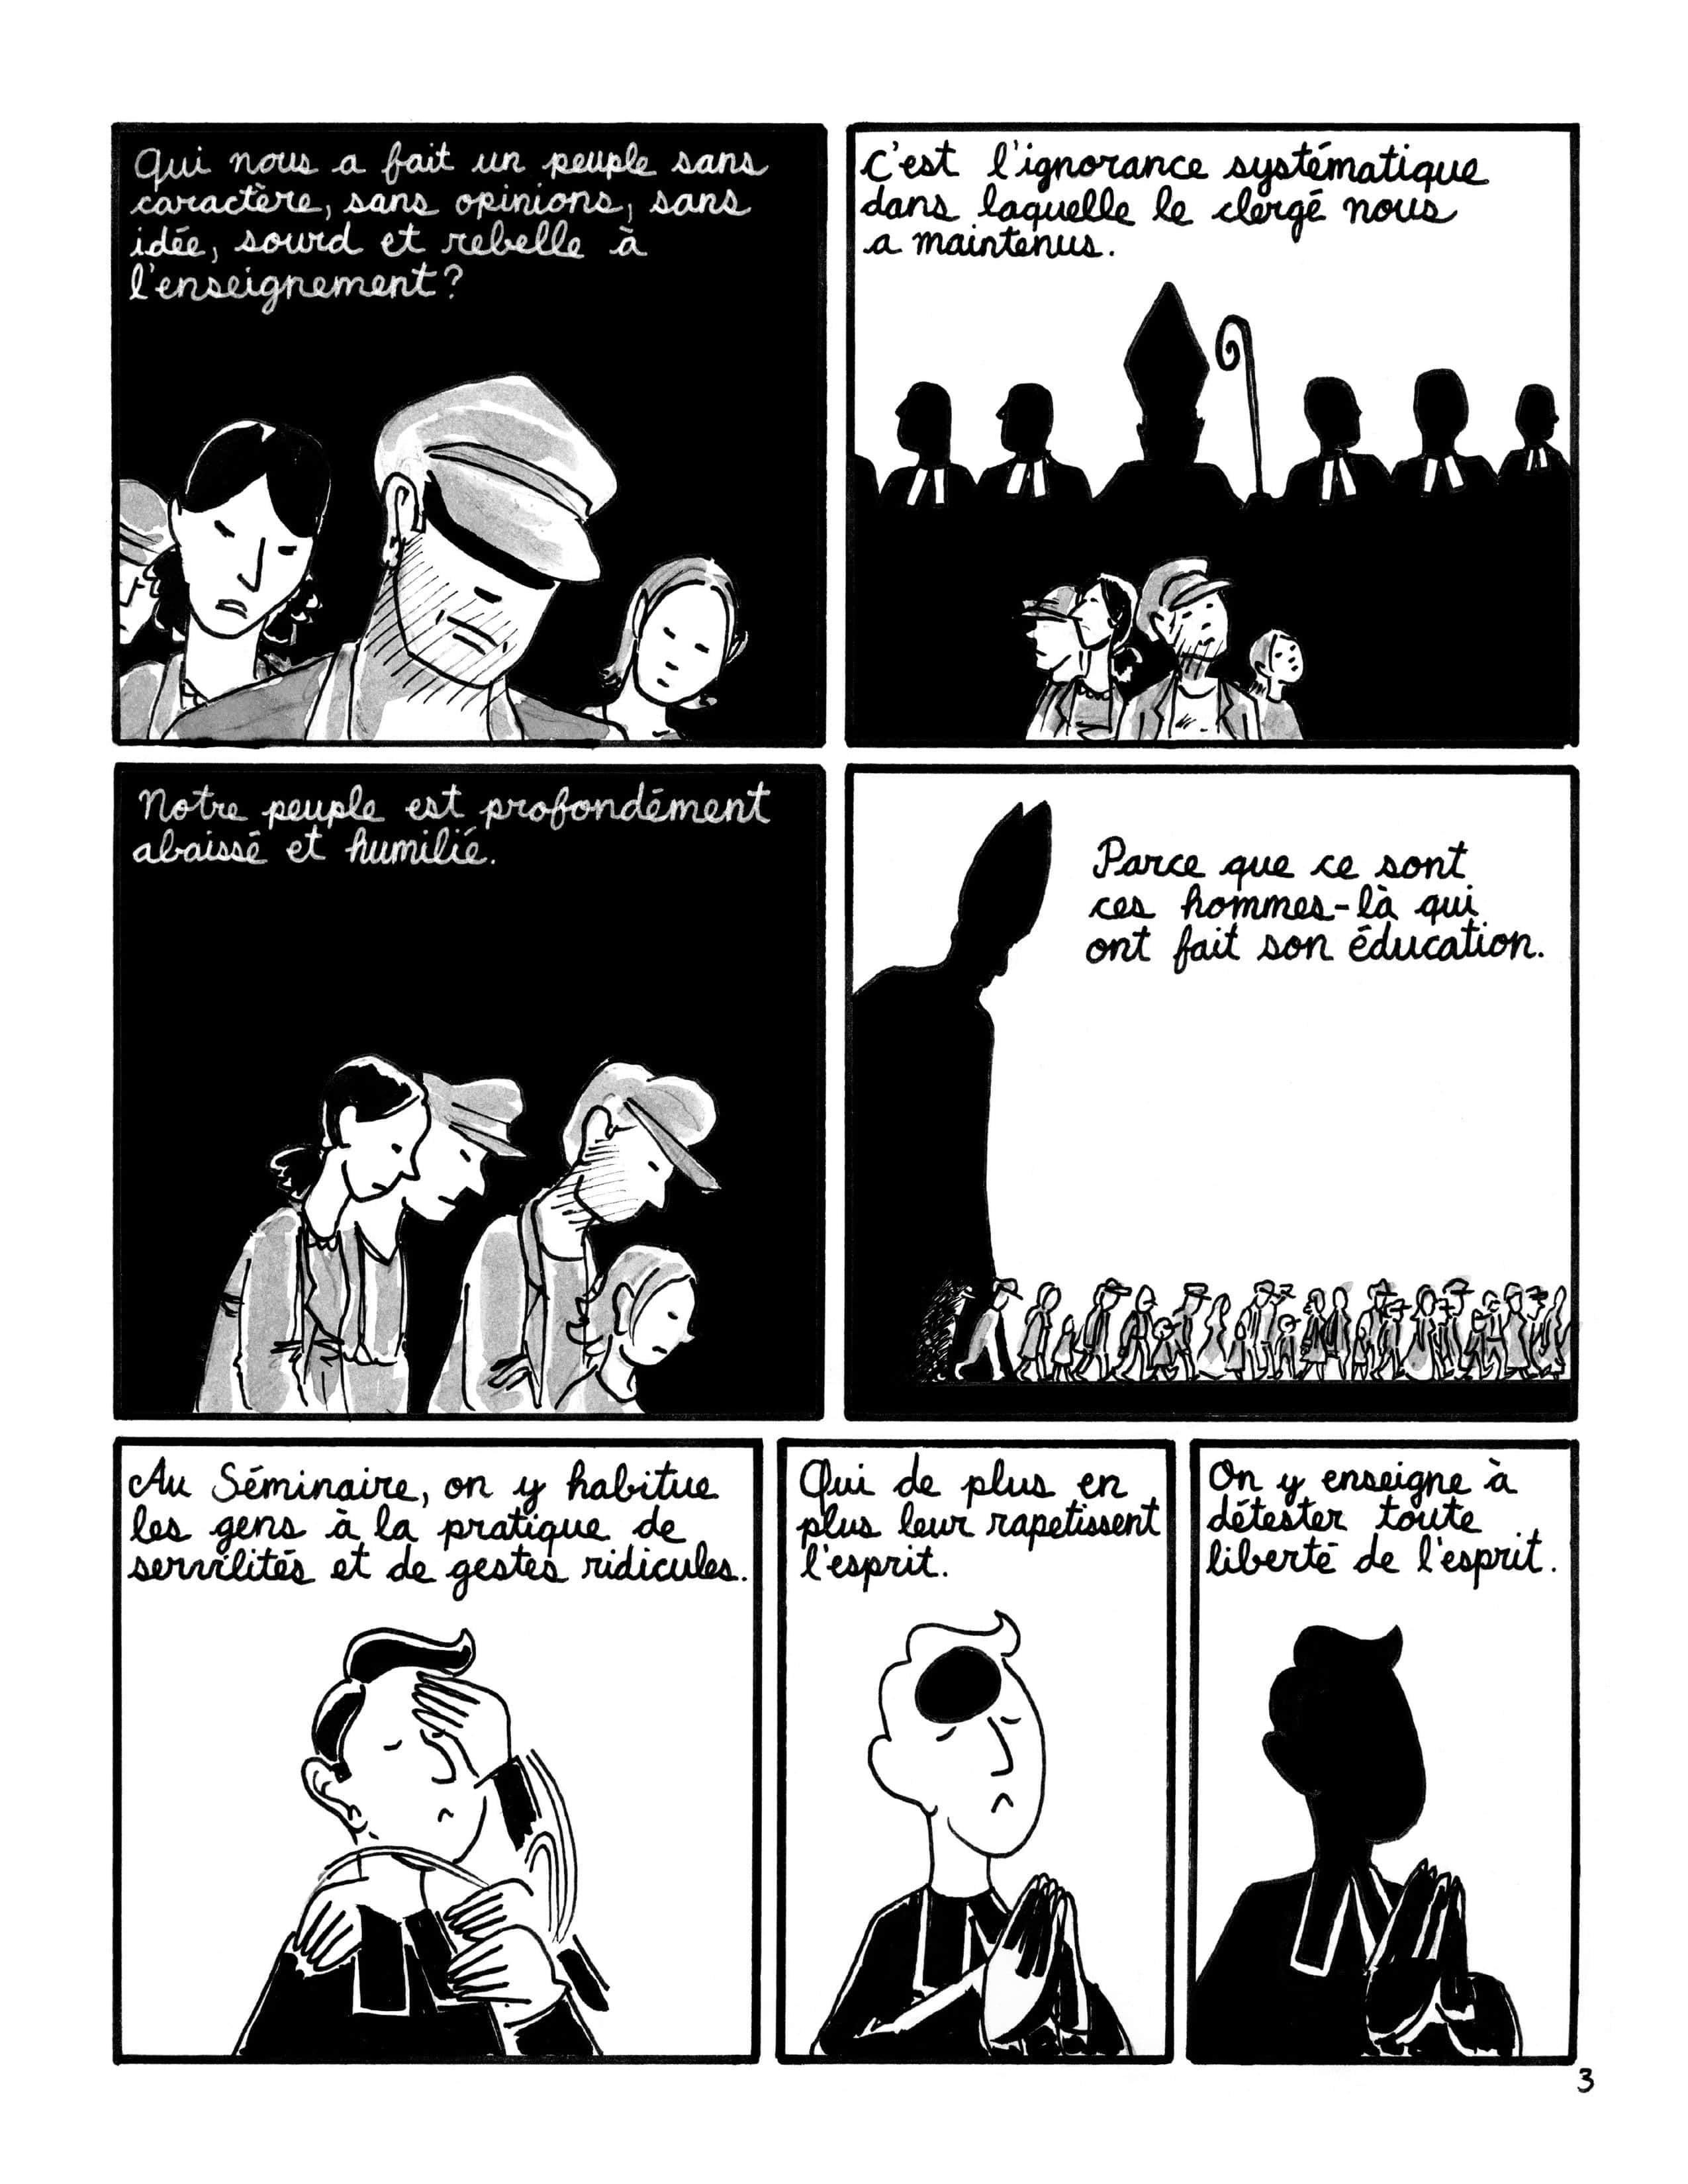 Qui nous a fait un peuple sans
caractère, sans opinions, sans
idée, sourd et rebelle à
l'enseignement?
C'est l'ignorance systématique
dans laquelle le clergé nous
a maintenus.
Notre peuple est profondément
abaissé et humilié.
Parce que ce sont
ces hommes-là qui
ont fait son éducation.
Au Séminaire, on y habitue
les gens à la pratique de
servilités et de gestes ridicules.
Qui de plus en
plus leur rapetissent
l'esprit.
On y enseigne à
détester toute
liberté de l'esprit.
3